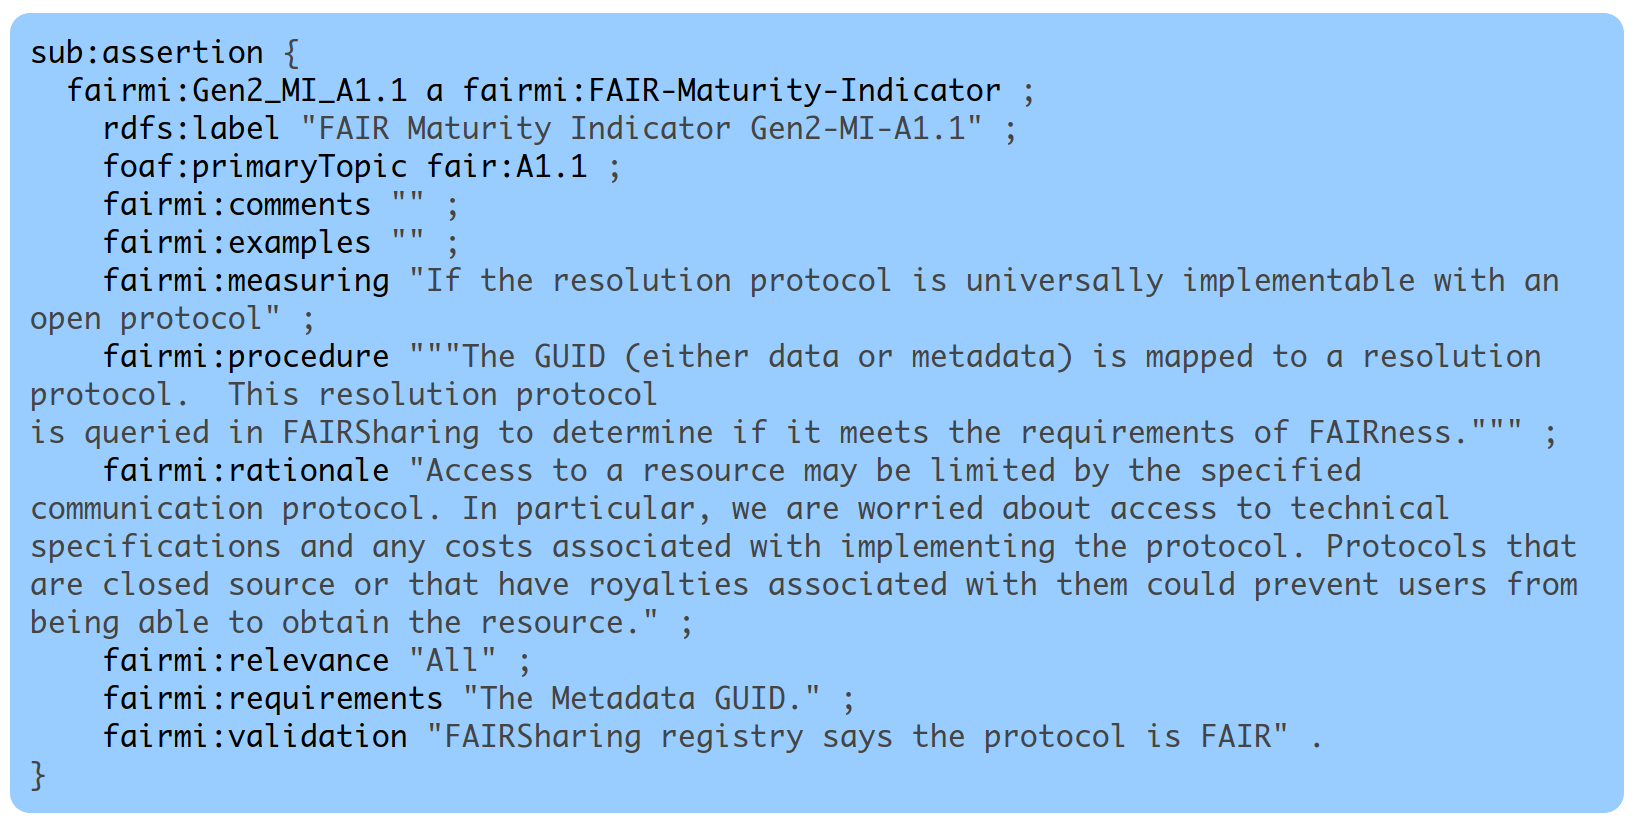 sub:assertion {
  fairmi:Gen2_MI_A1.1 a fairmi:FAIR-Maturity-Indicator ;
    rdfs:label "FAIR Maturity Indicator Gen2-MI-A1.1" ;
    foaf:primaryTopic fair:A1.1 ;
    fairmi:comments "" ;
    fairmi:examples "" ;
    fairmi:measuring "If the resolution protocol is universally implementable with an
open protocol" ;
    fairmi:procedure """The GUID (either data or metadata) is mapped to a resolution
protocol.  This resolution protocol
is queried in FAIRSharing to determine if it meets the requirements of FAIRness.""" ;
    fairmi:rationale "Access to a resource may be limited by the specified
communication protocol. In particular, we are worried about access to technical
specifications and any costs associated with implementing the protocol. Protocols that
are closed source or that have royalties associated with them could prevent users from
being able to obtain the resource." ;
    fairmi:relevance "All" ;
    fairmi:requirements "The Metadata GUID." ;
    fairmi:validation "FAIRSharing registry says the protocol is FAIR" .
}